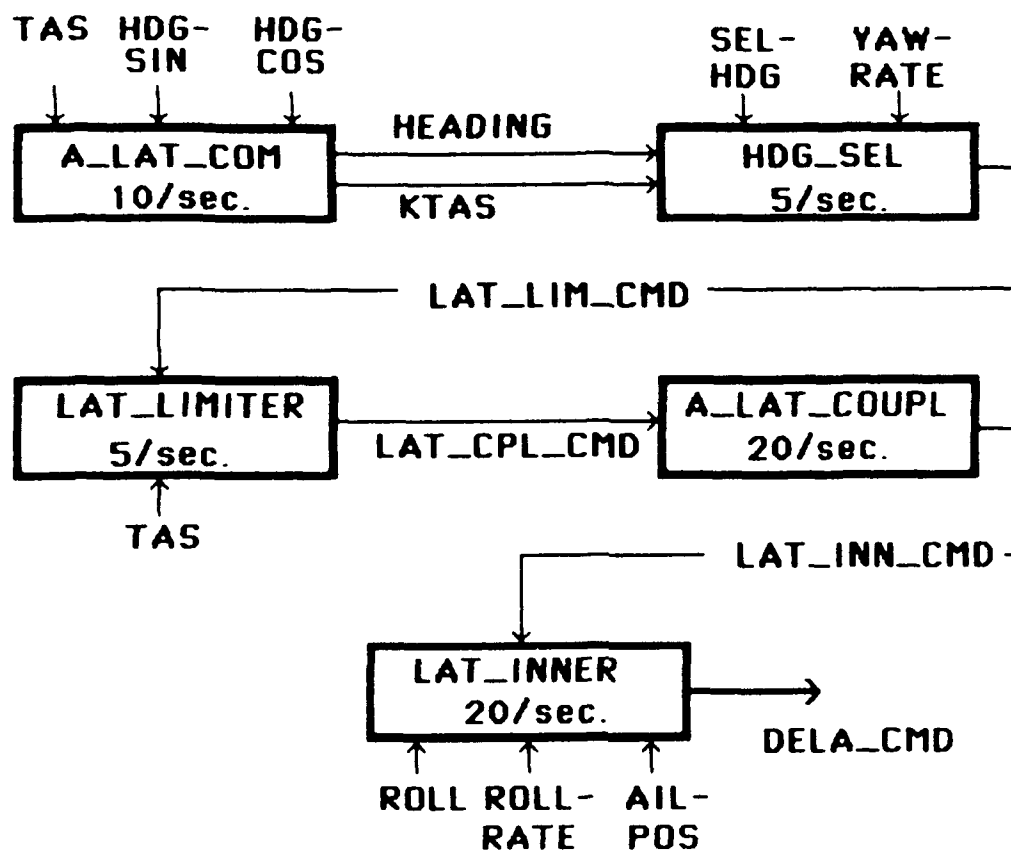 TAS HDG- HDG-
SIN COS
SEL- YAW-
HDG RATE
A_LAT_COM
10/sec.
HEADING
KTAS
HDG_SEL
5/sec.
LAT_LIM_CMD
LAT_LIMITER
5/sec.
LAT_CPL_CMD
A_LAT_COUPL
20/sec.
TAS
LAT_INN_CMD
LAT_INNER
20/sec.
DELA_CMD
ROLL ROLL- AIL-
RATE POS